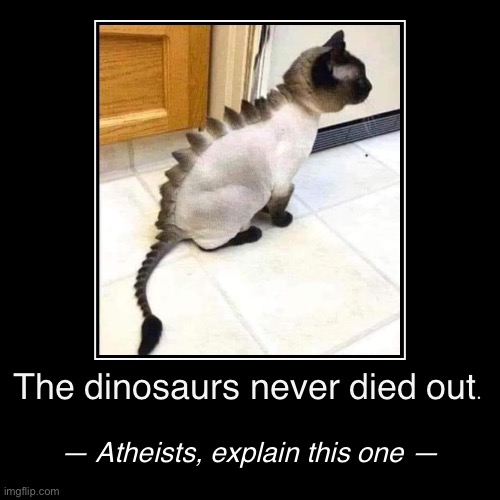 The dinosaurs never died out.
— Atheists, explain this one —
imgflip.com